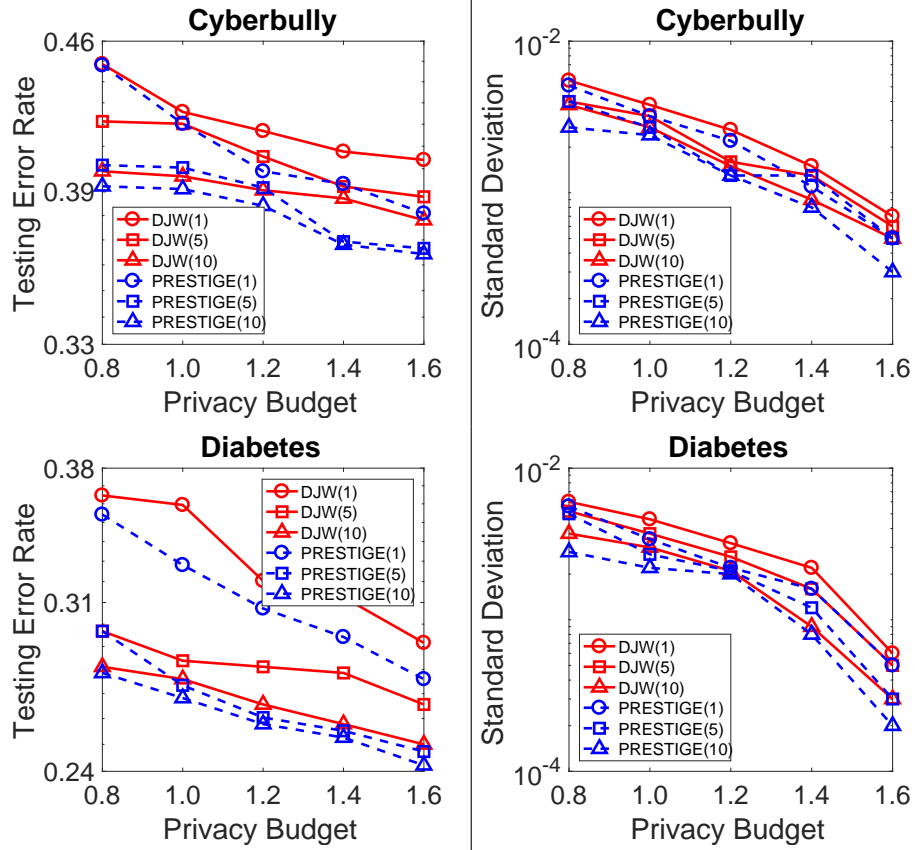 Cyberbully
Testing Error Rate
0.46
0.39
0.33
DJW(1)
DJW(5)
DJW(10)
PRESTIGE(1)
PRESTIGE(5)
PRESTIGE(10)
0.8 1.0 1.2 1.4 1.6
Privacy Budget
Cyberbully
Standard Deviation
10-2
10-4
DJW(1)
DJW(5)
DJW(10)
PRESTIGE(1)
PRESTIGE(5)
PRESTIGE(10)
0.8 1.0 1.2 1.4 1.6
Privacy Budget
Diabetes
Testing Error Rate
0.38
0.31
0.24
DJW(1)
DJW(5)
DJW(10)
PRESTIGE(1)
PRESTIGE(5)
PRESTIGE(10)
0.8 1.0 1.2 1.4 1.6
Privacy Budget
Diabetes
Standard Deviation
10-2
10-4
DJW(1)
DJW(5)
DJW(10)
PRESTIGE(1)
PRESTIGE(5)
PRESTIGE(10)
0.8 1.0 1.2 1.4 1.6
Privacy Budget